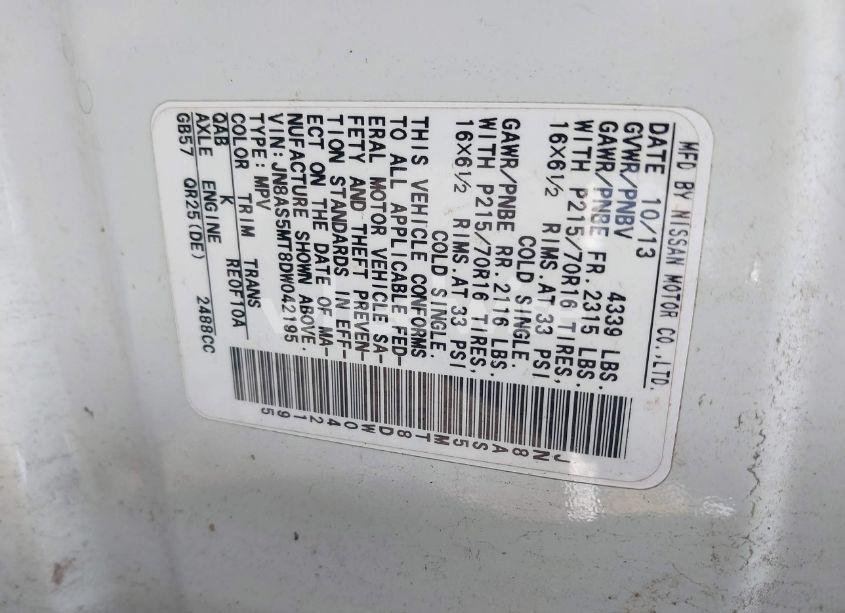 MFD BY NISSAN MOTOR CO.,LTD.
DATE 10/13
GVWR/PNBV 4339 LBS.
GAWR/PNBE FR. 2315 LBS.
WITH P215/70R16 TIRES,
16X6½ RIMS.AT 33 PSI
COLD SINGLE.
GAWR/PNBE RR. 2116 LBS.
WITH P215/70R16 TIRES,
16X6½ RIMS.AT 33 PSI
COLD SINGLE.
THIS VEHICLE CONFORMS
TO ALL APPLICABLE FED-
ERAL MOTOR VEHICLE SA-
FETY AND THEFT PREVEN-
TION STANDARDS IN EFF-
ECT ON THE DATE OF MA-
NUFACTURE SHOWN ABOVE.
VIN: JN8AS5MT8DW042195
TYPE: MPV
COLOR TRIM TRANS
QAB K RE0F10A
AXLE ENGINE
GB57 QR25(DE) 2488CC
JN8AS5MT8DW042195